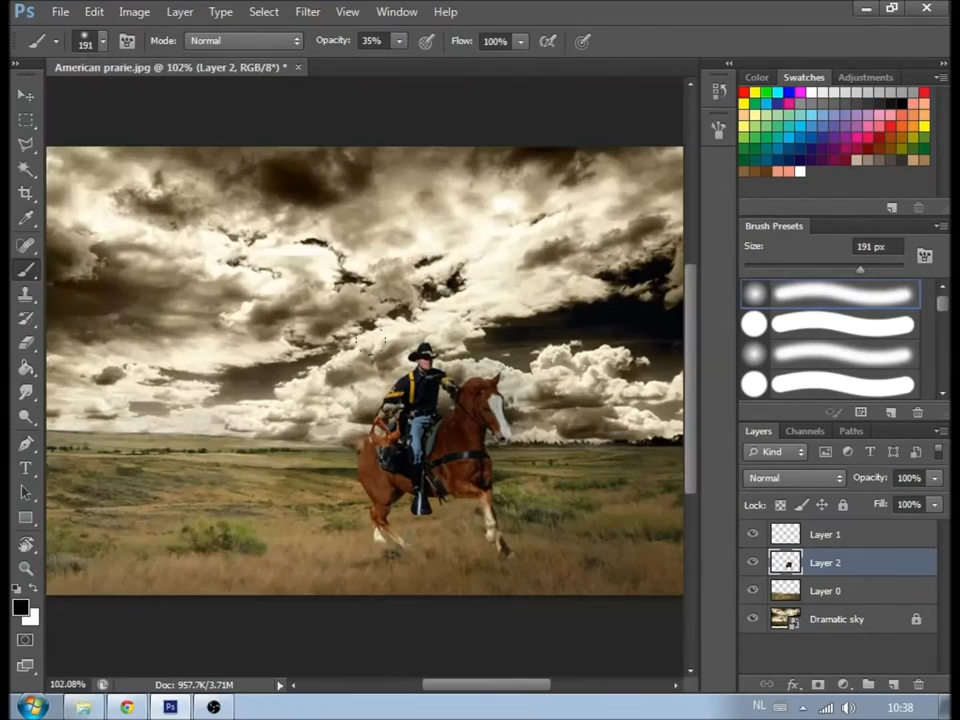 Ps File Edit Image Layer Type Select Filter View Window Help
191 Mode: Normal Opacity: 35% Flow: 100%
American prarie.jpg @ 102% (Layer 2, RGB/8*) * ×
Color Swatches Adjustments
Brush Presets
Size: 191 px
Layers Channels Paths
Kind
Normal Opacity: 100%
Lock: Fill: 100%
Layer 1
Layer 2
Layer 0
Dramatic sky
102.08% Doc: 957.7K/3.71M
fx
Ps NL 10:38